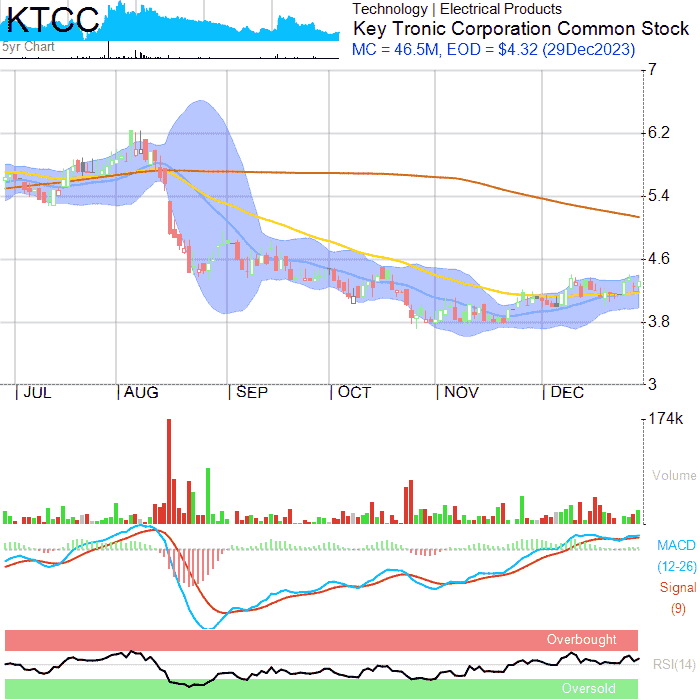 KTCC
5yr Chart
Technology | Electrical Products
Key Tronic Corporation Common Stock
MC = 46.5M, EOD = $4.32 (29Dec2023)
7
6.2
5.4
4.6
3.8
3
| JUL | AUG | SEP | OCT | NOV | DEC
174k
Volume
MACD
(12-26)
Signal
(9)
Overbought
RSI(14)
Oversold